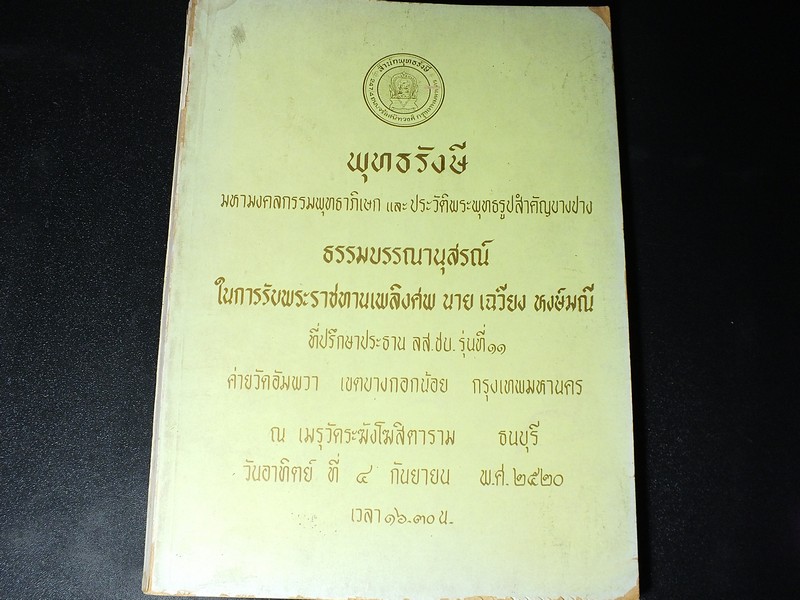 สำนักพุทธรังษี
พุทธรังษี
มหามงคลกรรมพุทธาภิเษก และ ประวัติพระพุทธรูปสำคัญบางปาง
ธรรมบรรณานุสรณ์
ในการรับพระราชทานเพลิงศพ นาย เฉวียง หงษ์มณี
ที่ปรึกษาประธาน ลส.ชบ. รุ่นที่ ๑๑
ค่ายวัดอัมพวา เขตบางกอกน้อย กรุงเทพมหานคร
ณ เมรุวัดระฆังโฆสิตาราม ธนบุรี
วันอาทิตย์ ที่ ๔ กันยายน พ.ศ. ๒๕๒๐
เวลา ๑๖.๓๐ น.